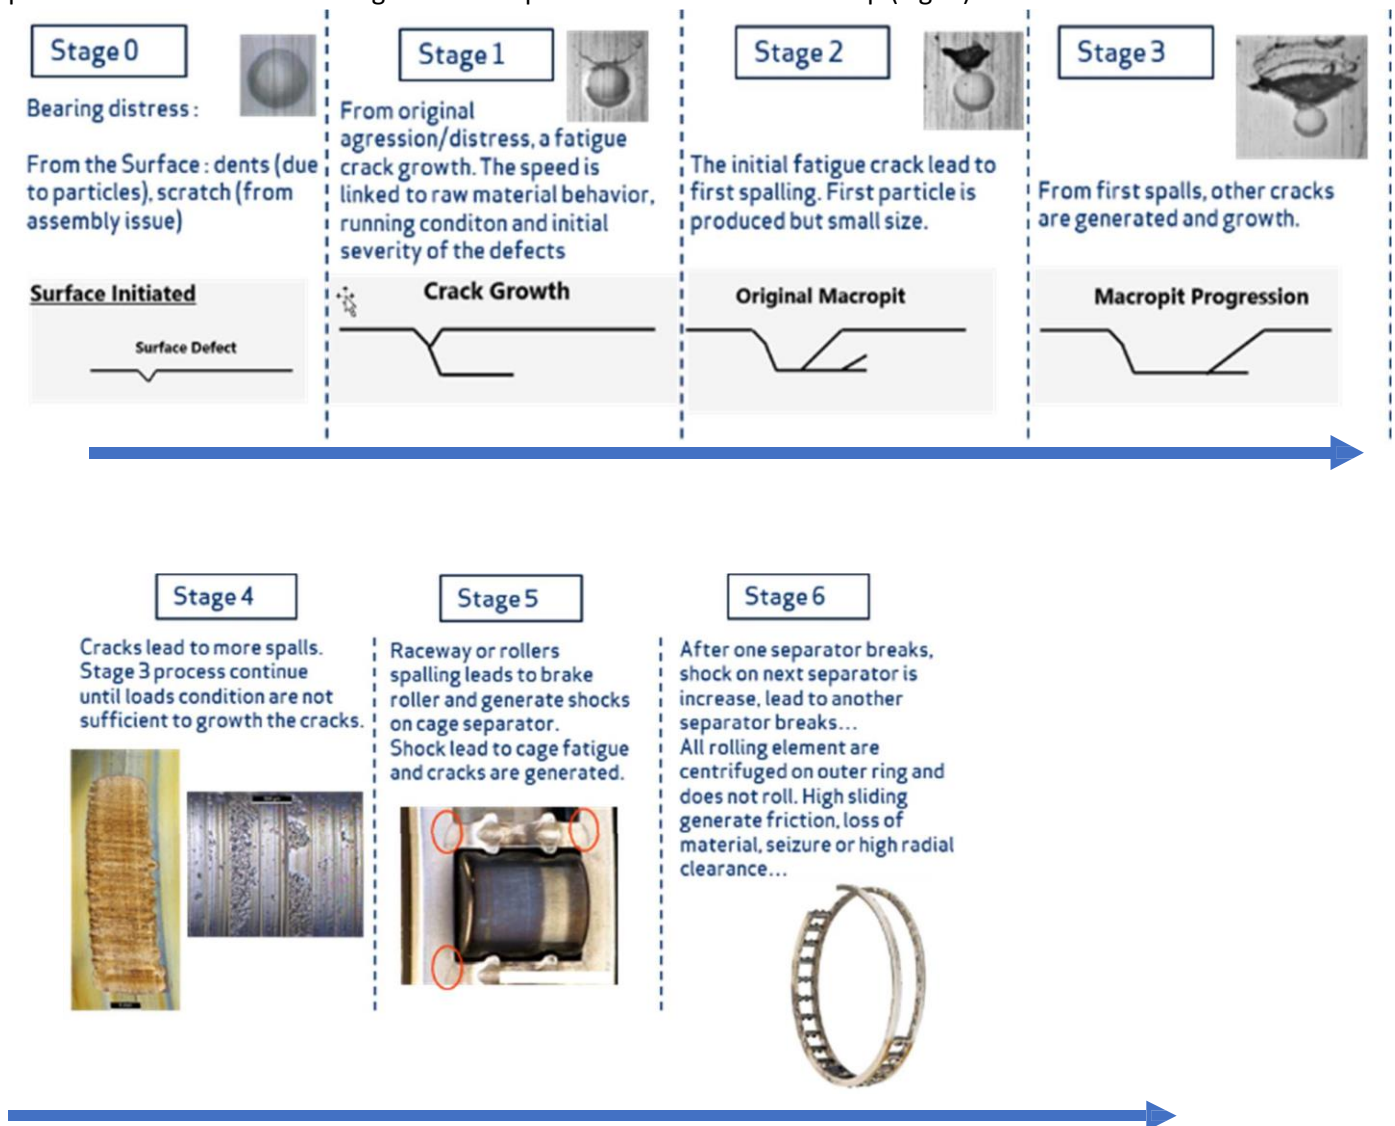 Stage 0
Bearing distress :
From the Surface : dents (due
to particles), scratch (from
assembly issue)
Surface Initiated
Surface Defect
Stage 1
From original
agression/distress, a fatigue
crack growth. The speed is
linked to raw material behavior,
running conditon and initial
severity of the defects
Crack Growth
Stage 2
The initial fatigue crack lead to
first spalling. First particle is
produced but small size.
Original Macropit
Stage 3
From first spalls, other cracks
are generated and growth.
Macropit Progression
Stage 4
Cracks lead to more spalls.
Stage 3 process continue
until loads condition are not
sufficient to growth the cracks.
Stage 5
Raceway or rollers
spalling leads to brake
roller and generate shocks
on cage separator.
Shock lead to cage fatigue
and cracks are generated.
Stage 6
After one separator breaks,
shock on next separator is
increase, lead to another
separator breaks...
All rolling element are
centrifuged on outer ring and
does not roll. High sliding
generate friction, loss of
material, seizure or high radial
clearance...